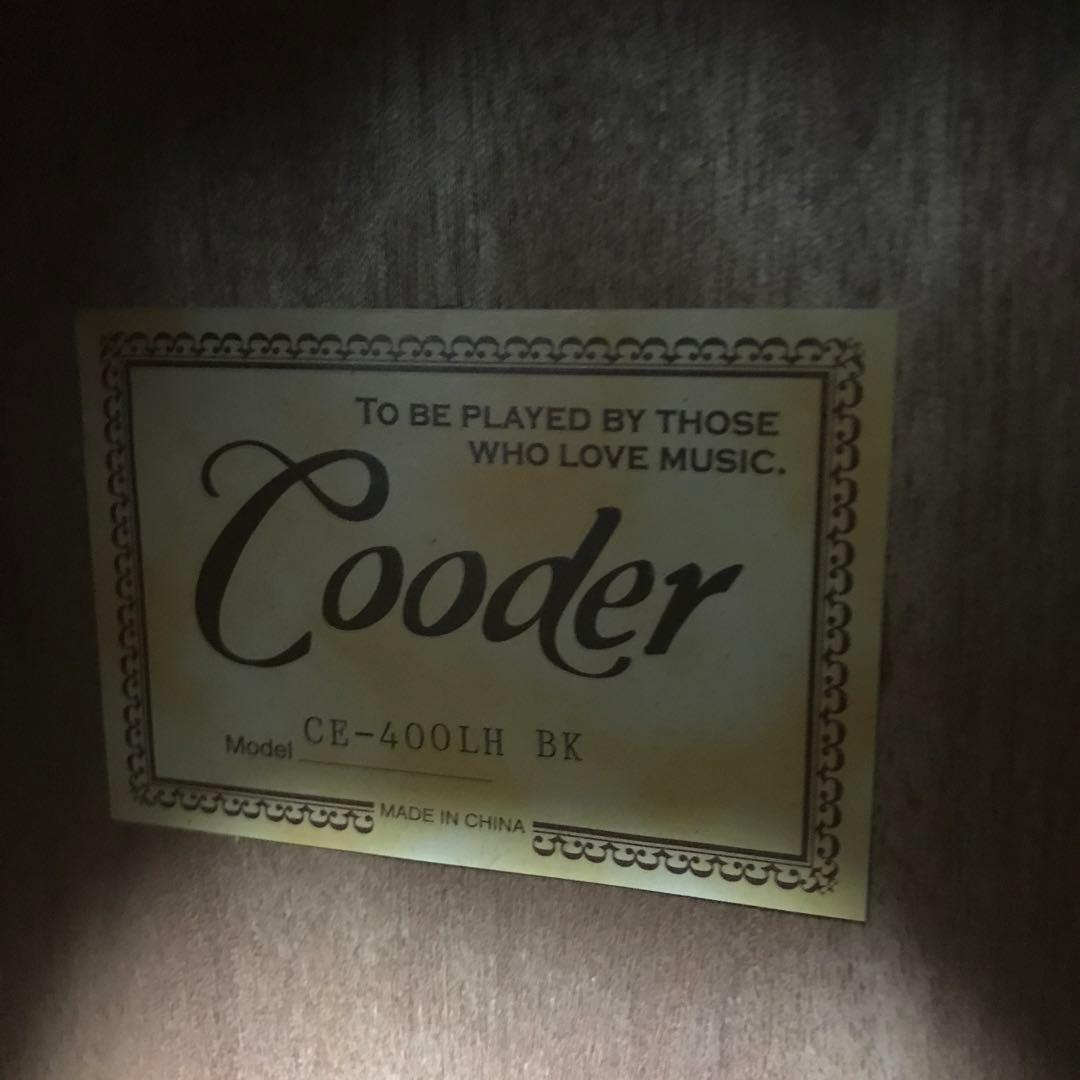 TO BE PLAYED BY THOSE
WHO LOVE MUSIC.
Cooder
Model CE-400LH BK
MADE IN CHINA